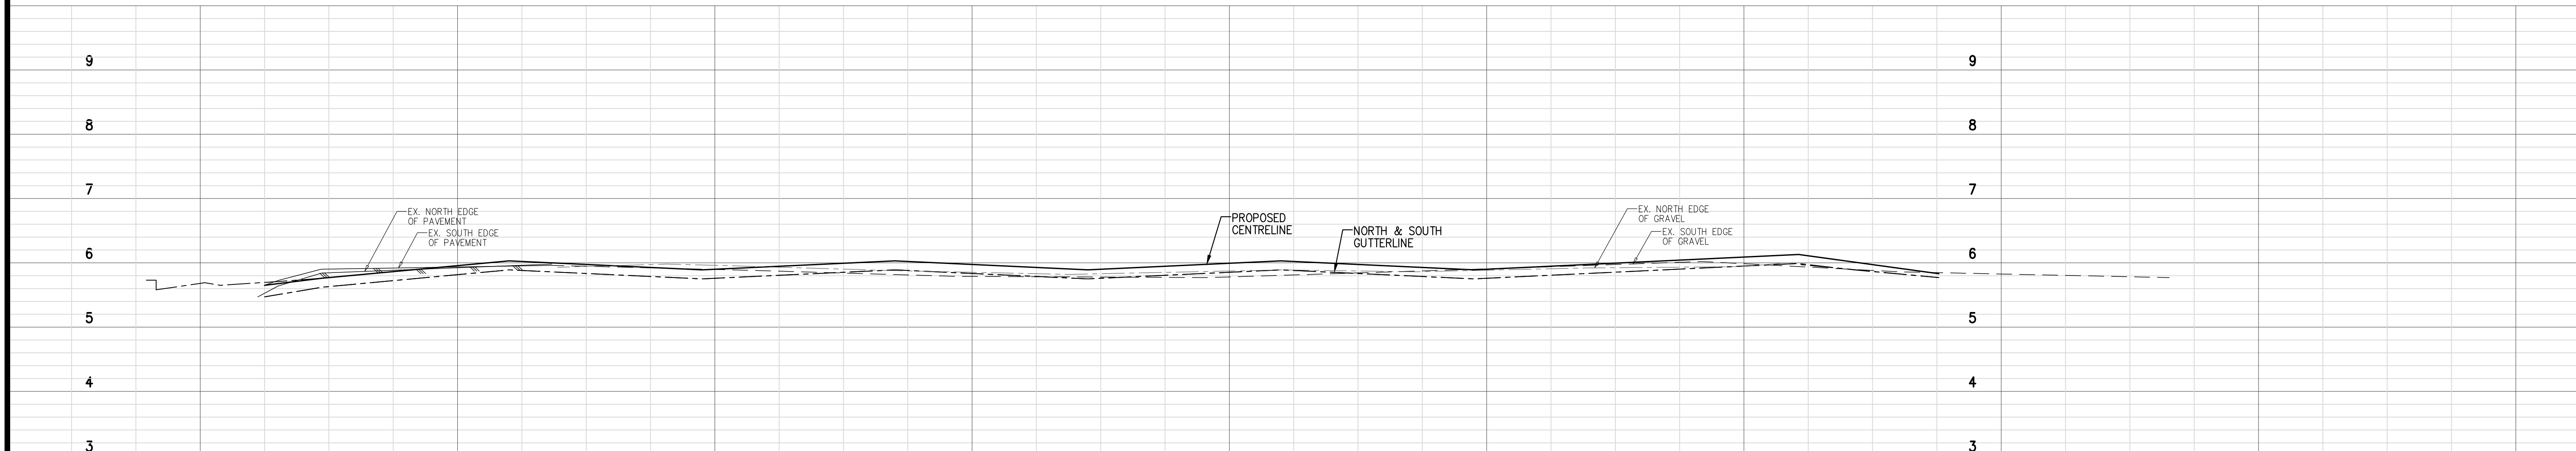 9
9
8
8
7
7
EX. NORTH EDGE
OF PAVEMENT
EX. SOUTH EDGE
OF PAVEMENT
PROPOSED
CENTRELINE
NORTH & SOUTH
GUTTERLINE
EX. NORTH EDGE
OF GRAVEL
EX. SOUTH EDGE
OF GRAVEL
6
6
5
5
4
4
3
3